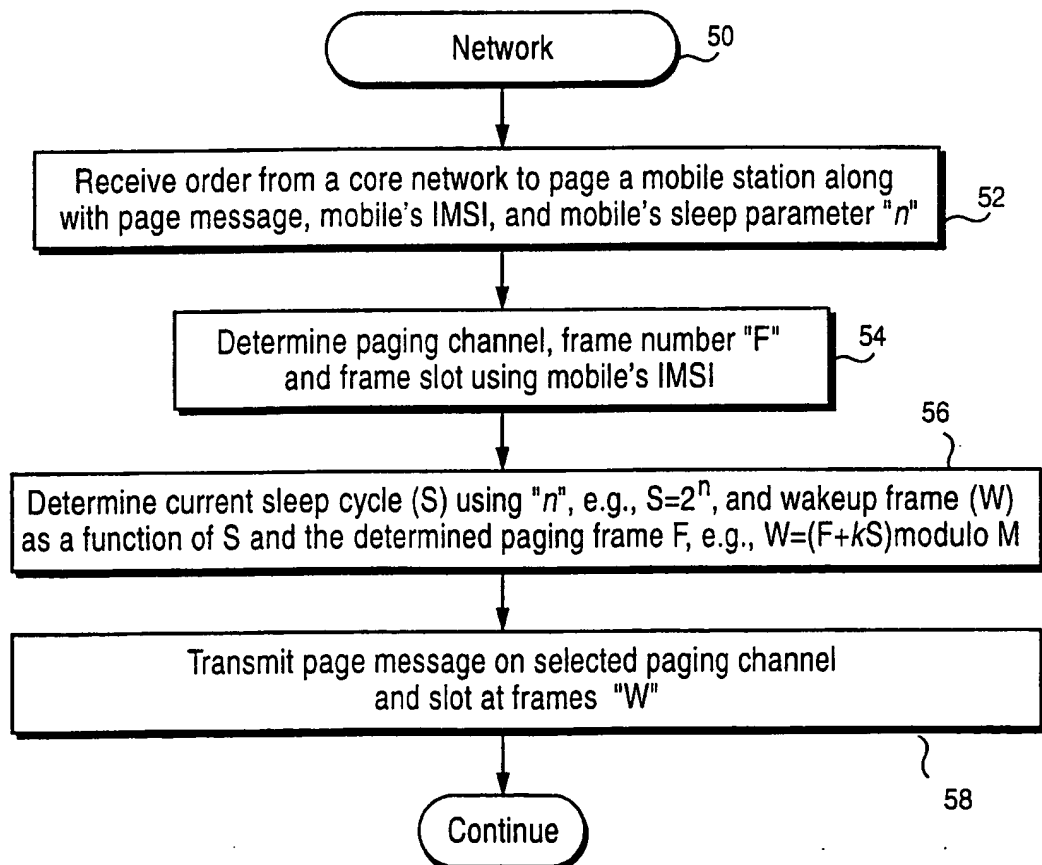 Network
50
Receive order from a core network to page a mobile station along
with page message, mobile's IMSI, and mobile's sleep parameter "n"
52
Determine paging channel, frame number "F"
and frame slot using mobile's IMSI
54
56
Determine current sleep cycle (S) using "n", e.g., S=2ⁿ, and wakeup frame (W)
as a function of S and the determined paging frame F, e.g., W=(F+kS)modulo M
Transmit page message on selected paging channel
and slot at frames "W"
58
Continue